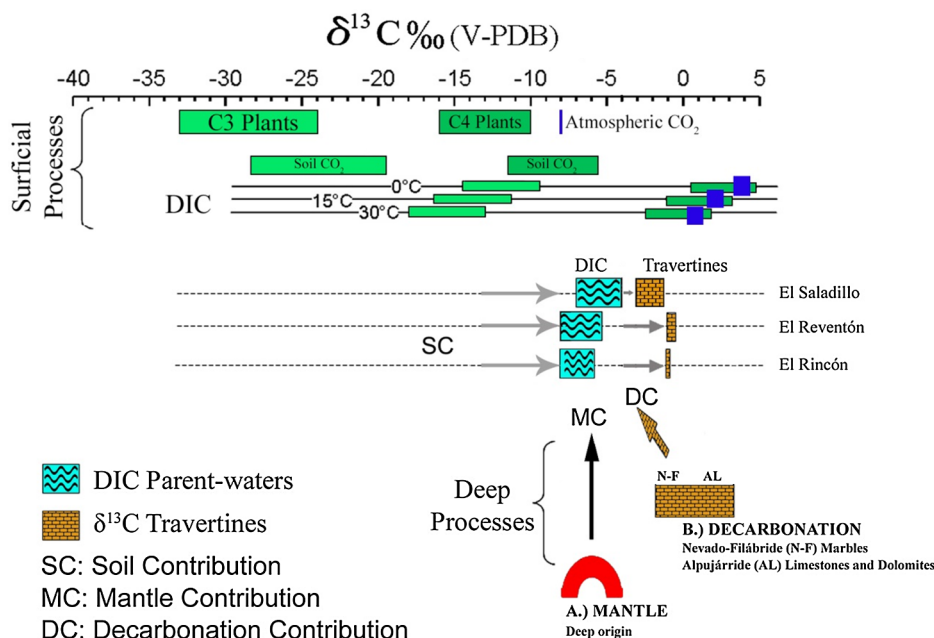 δ¹³C‰ (V-PDB)
-40 -35 -30 -25 -20 -15 -10 -5 0 5
Surficial
Processes
C3 Plants C4 Plants Atmospheric CO₂
Soil CO₂ Soil CO₂
DIC
0°C
15°C
30°C
DIC Travertines
El Saladillo
El Reventón
SC
El Rincón
MC DC
N-F AL
Deep
Processes
DIC Parent-waters
δ¹³C Travertines
SC: Soil Contribution
MC: Mantle Contribution
DC: Decarbonation Contribution
B.) DECARBONATION
Nevado-Filábride (N-F) Marbles
Alpujárride (AL) Limestones and Dolomites
A.) MANTLE
Deep origin